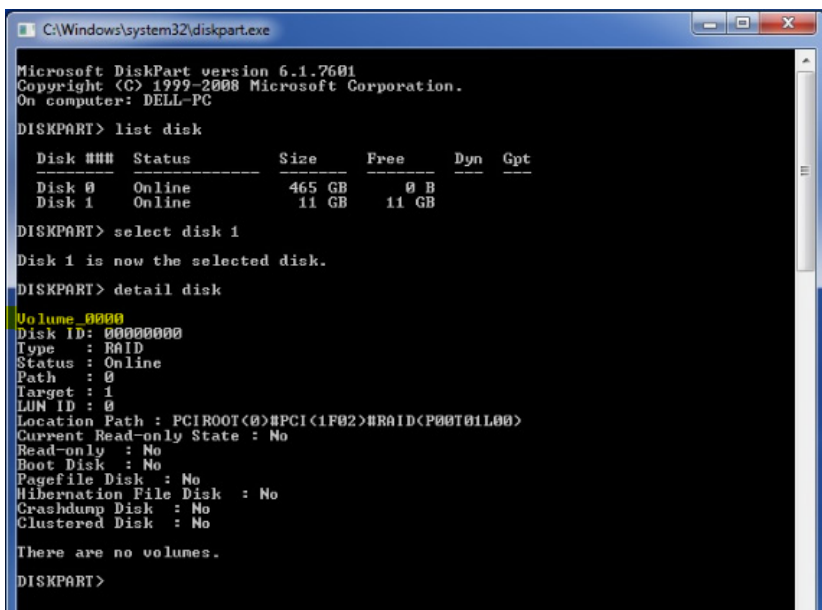 C:\Windows\system32\diskpart.exe
Microsoft DiskPart version 6.1.7601
Copyright (C) 1999-2008 Microsoft Corporation.
On computer: DELL-PC
DISKPART> list disk
Disk ### Status Size Free Dyn Gpt
-------- ------------- ------- ------- --- ---
Disk 0 Online 465 GB 0 B
Disk 1 Online 11 GB 11 GB
DISKPART> select disk 1
Disk 1 is now the selected disk.
DISKPART> detail disk
Volume_0000
Disk ID: 00000000
Type : RAID
Status : Online
Path : 0
Target : 1
LUN ID : 0
Location Path : PCIROOT(0)#PCI(1F02)#RAID(P00T01L00)
Current Read-only State : No
Read-only : No
Boot Disk : No
Pagefile Disk : No
Hibernation File Disk : No
Crashdump Disk : No
Clustered Disk : No
There are no volumes.
DISKPART>